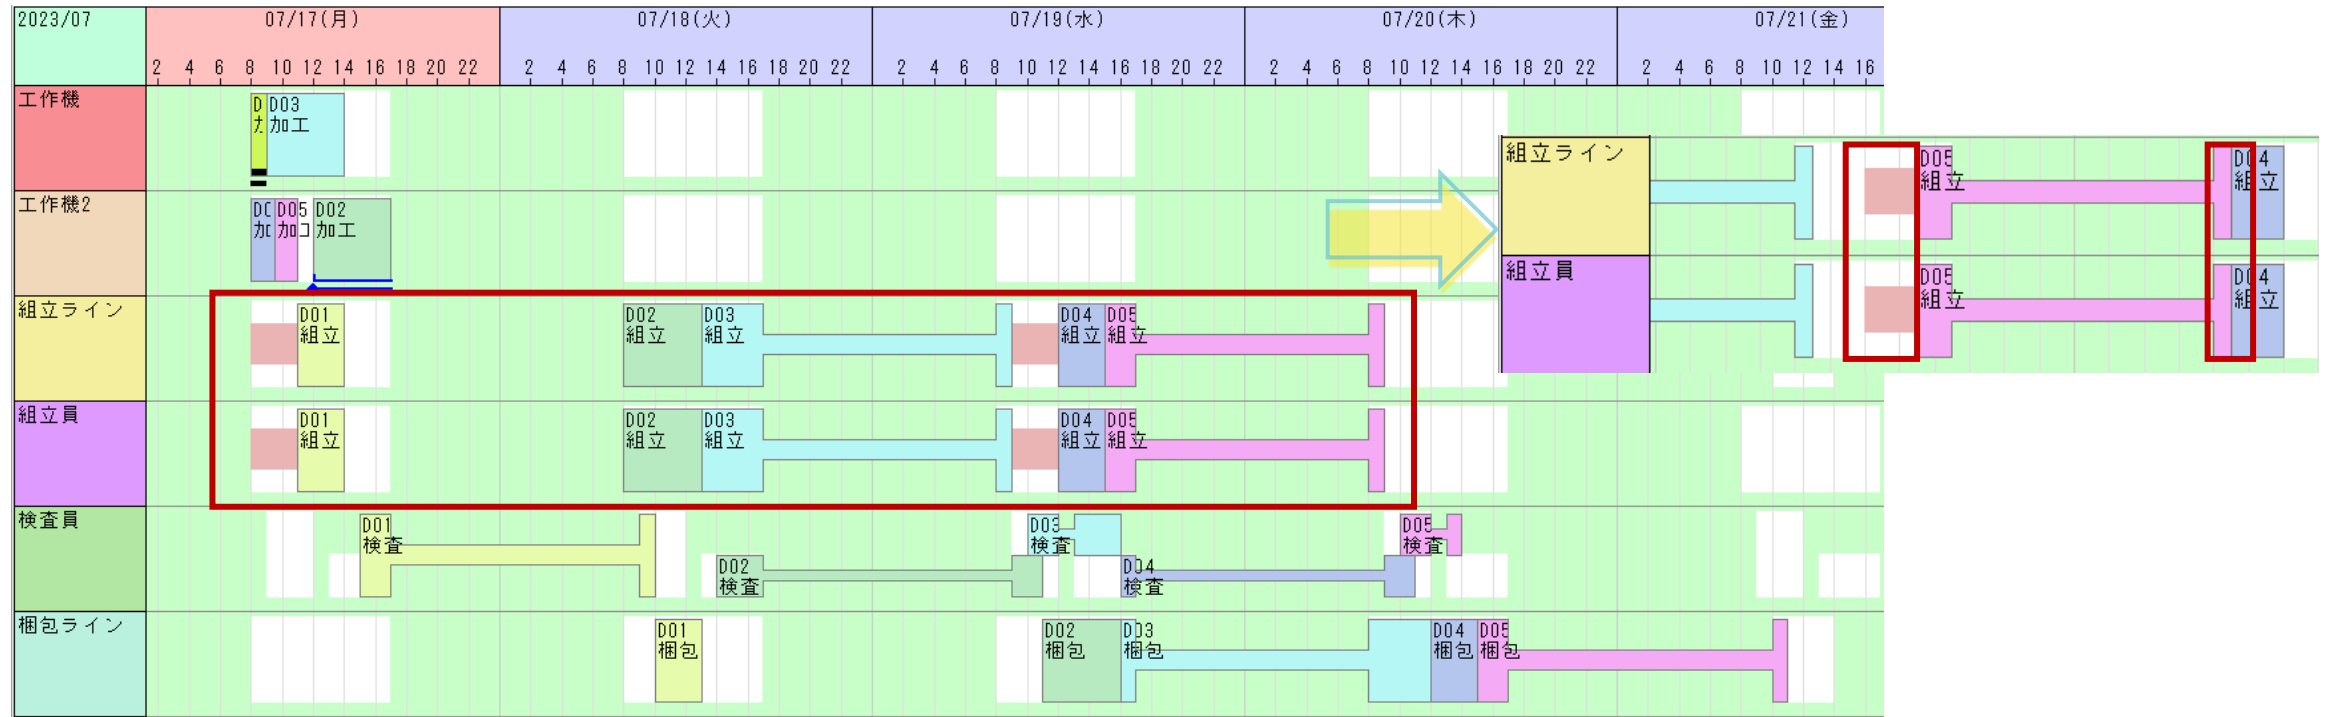 2023/07
07/17(月)
07/18(火)
07/19(水)
07/20(木)
07/21(金)
2 4 6 8 10 12 14 16 18 20 22
2 4 6 8 10 12 14 16 18 20 22
2 4 6 8 10 12 14 16 18 20 22
2 4 6 8 10 12 14 16 18 20 22
2 4 6 8 10 12 14 16
工作機
D03
加工
工作機2
D05
D02
加工
組立ライン
D01
組立
D02
組立
D03
組立
D04
組立
D05
組立
組立員
D01
組立
D02
組立
D03
組立
D04
組立
D05
組立
検査員
D01
検査
D02
検査
D03
検査
D04
検査
D05
検査
梱包ライン
D01
梱包
D02
梱包
D03
梱包
D04
梱包
D05
梱包
組立ライン
D05
組立
D04
組立
組立員
D05
組立
D04
組立